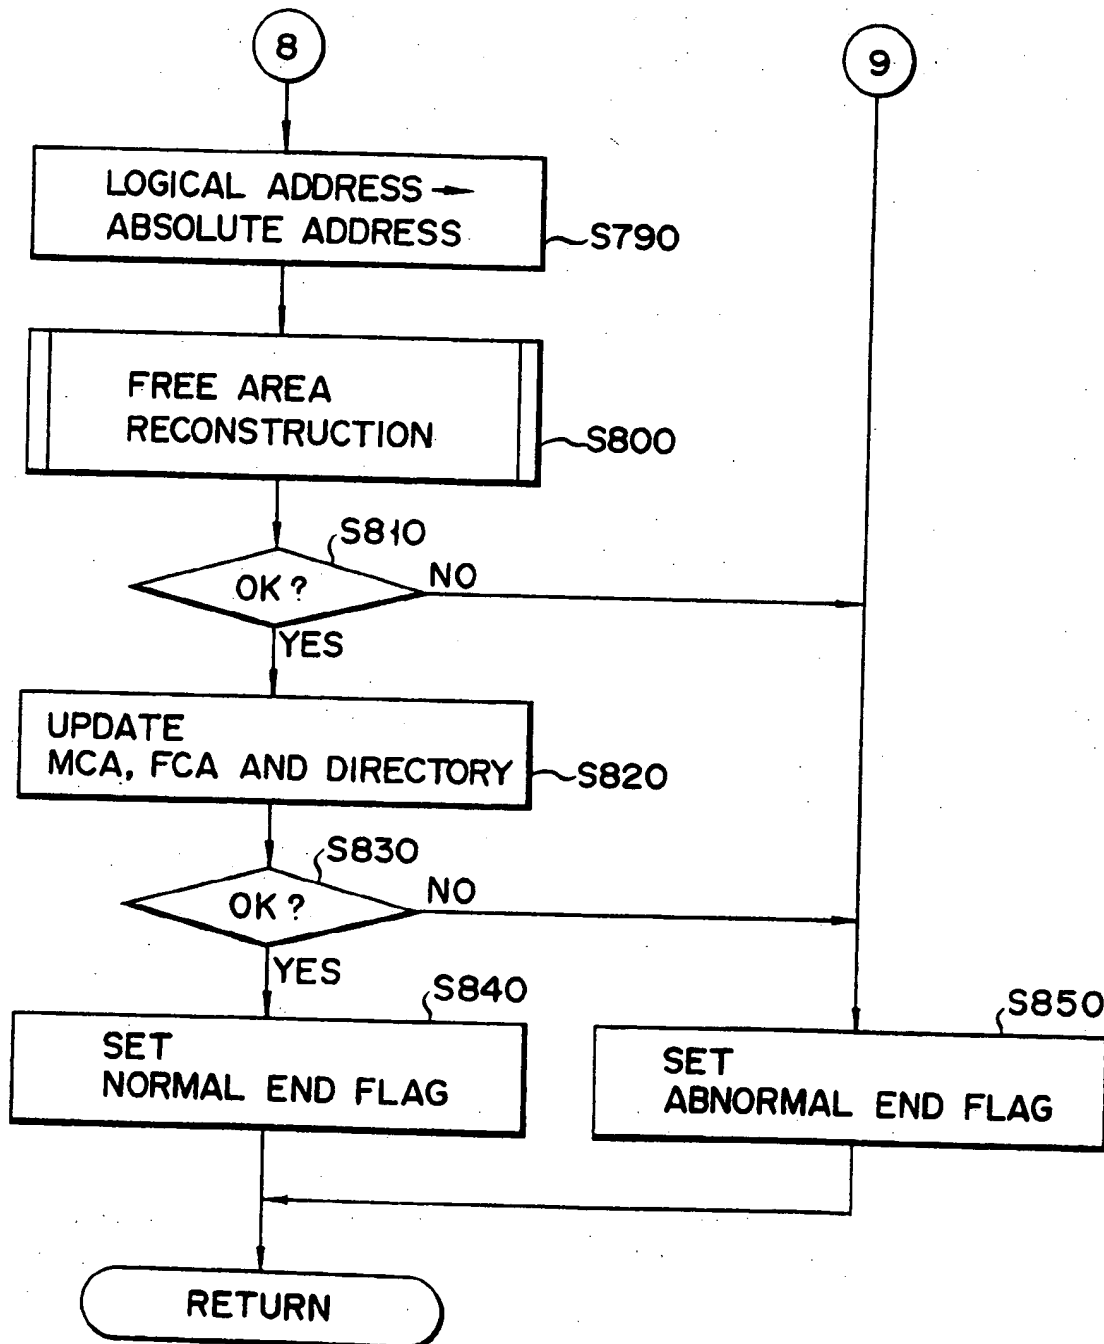 8
9
LOGICAL ADDRESS →
ABSOLUTE ADDRESS
S790
FREE AREA
RECONSTRUCTION
S800
S810
OK?
NO
YES
UPDATE
MCA, FCA AND DIRECTORY
S820
S830
OK?
NO
YES
S840
SET
NORMAL END FLAG
S850
SET
ABNORMAL END FLAG
RETURN